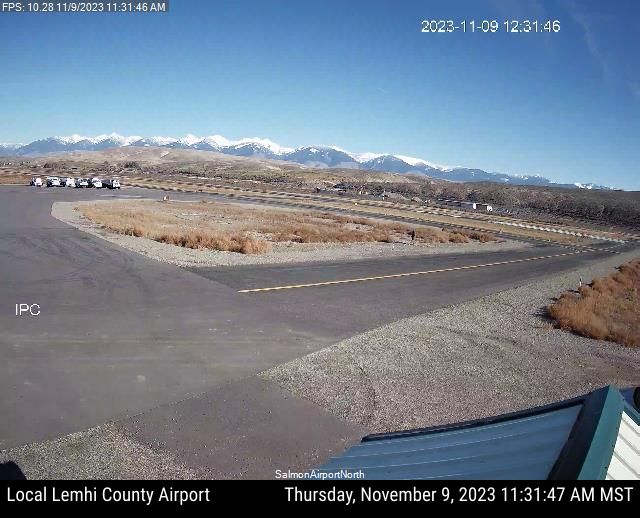 FPS: 10.28 11/9/2023 11:31:46 AM
2023-11-09 12:31:46
IPC
SalmonAirportNorth
Local Lemhi County Airport Thursday, November 9, 2023 11:31:47 AM MST